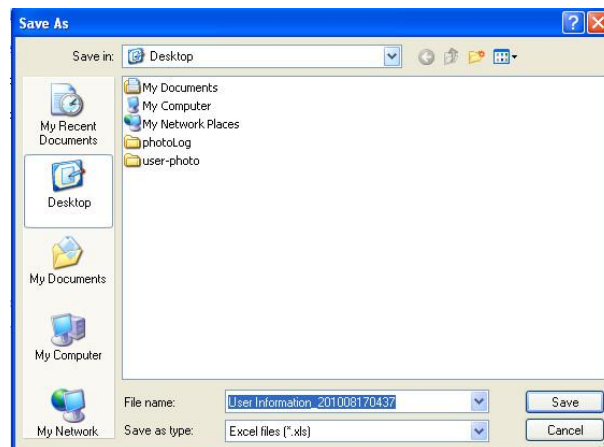 Save As
Save in: Desktop
My Recent
Documents
Desktop
My Documents
My Computer
My Network
My Documents
My Computer
My Network Places
photoLog
user-photo
File name: User Information_201008170437
Save
Save as type: Excel files (*.xls)
Cancel